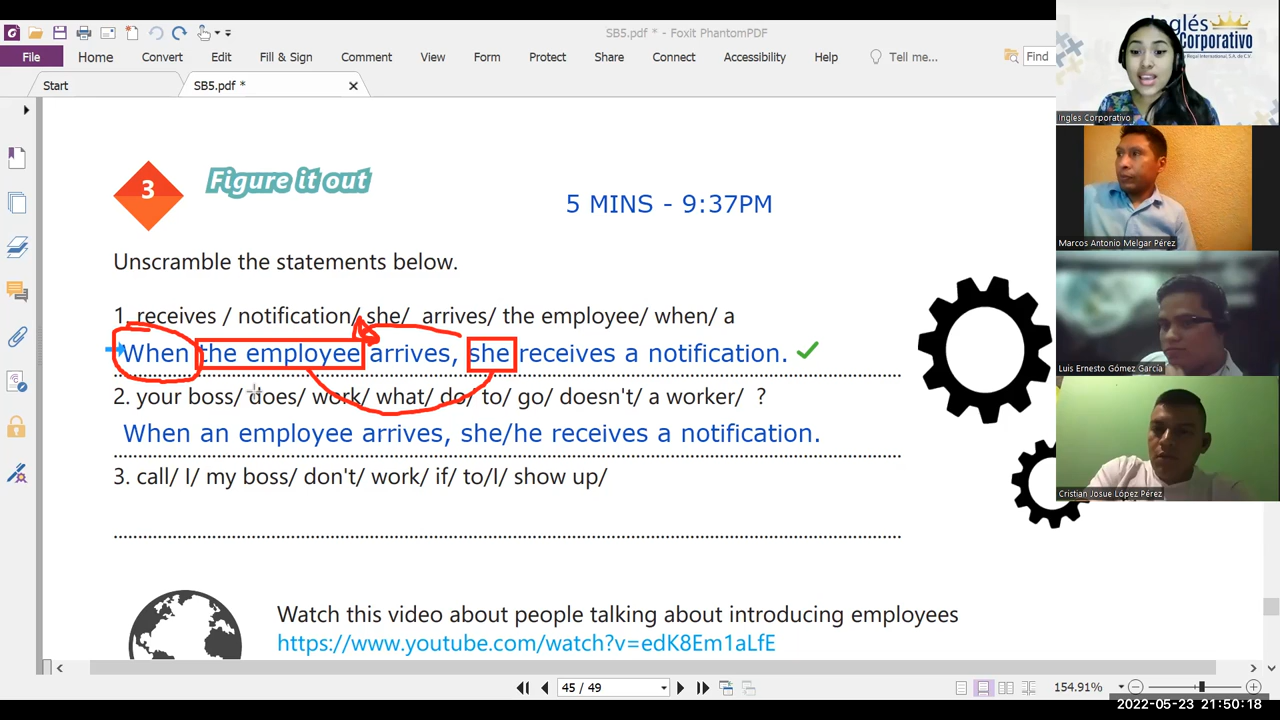 SB5.pdf * - Foxit PhantomPDF
File Home Convert Edit Fill & Sign Comment View Form Protect Share Connect Accessibility Help Tell me... Find
Start SB5.pdf *
3 Figure it out
5 MINS - 9:37PM
Unscramble the statements below.
1. receives / notification/ she/ arrives/ the employee/ when/ a
When the employee arrives, she receives a notification.
2. your boss/ does/ work/ what/ do/ to/ go/ doesn't/ a worker/ ?
When an employee arrives, she/he receives a notification.
3. call/ I/ my boss/ don't/ work/ if/ to/I/ show up/
Watch this video about people talking about introducing employees
https://www.youtube.com/watch?v=edK8Em1aLfE
45 / 49
154.91%
Inglés Corporativo
Ingles Corporativo
Marcos Antonio Melgar Pérez
Luis Ernesto Gómez García
Cristian Josue López Pérez
2022-05-23 21:50:18